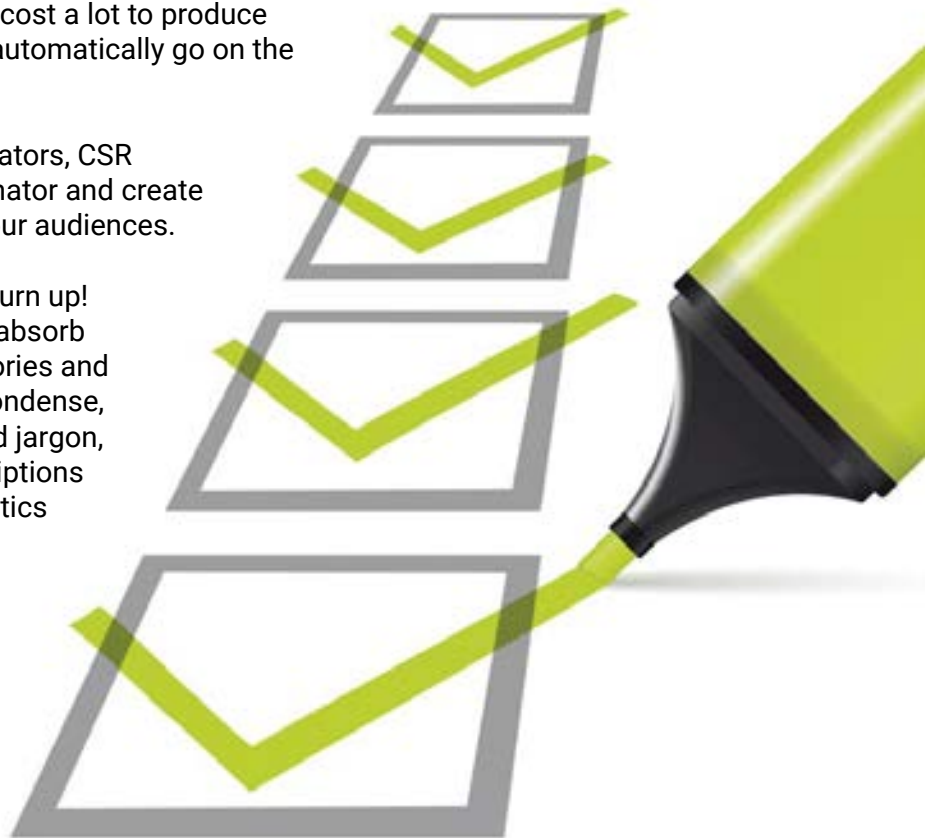 cost a lot to produce
automatically go on the
ators, CSR
nator and create
ur audiences.
urn up!
absorb
ories and
ondense,
d jargon,
iptions
tics